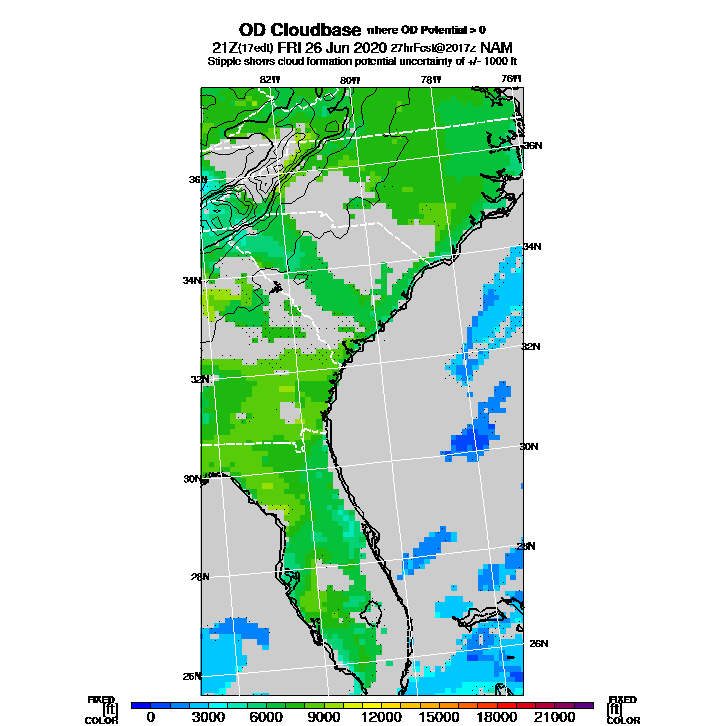 OD Cloudbase where OD Potential > 0
21Z(17edt) FRI 26 Jun 2020 27hrFcst@2017z NAM
Stipple shows cloud formation potential uncertainty of +/- 1000 ft
82W 80W 78W 76W
36N
36N
34N
34N
32N
32N
30N
30N
28N
28N
26N
26N
FIXED FIXED
[ft] [ft]
COLOR COLOR
0 3000 6000 9000 12000 15000 18000 21000